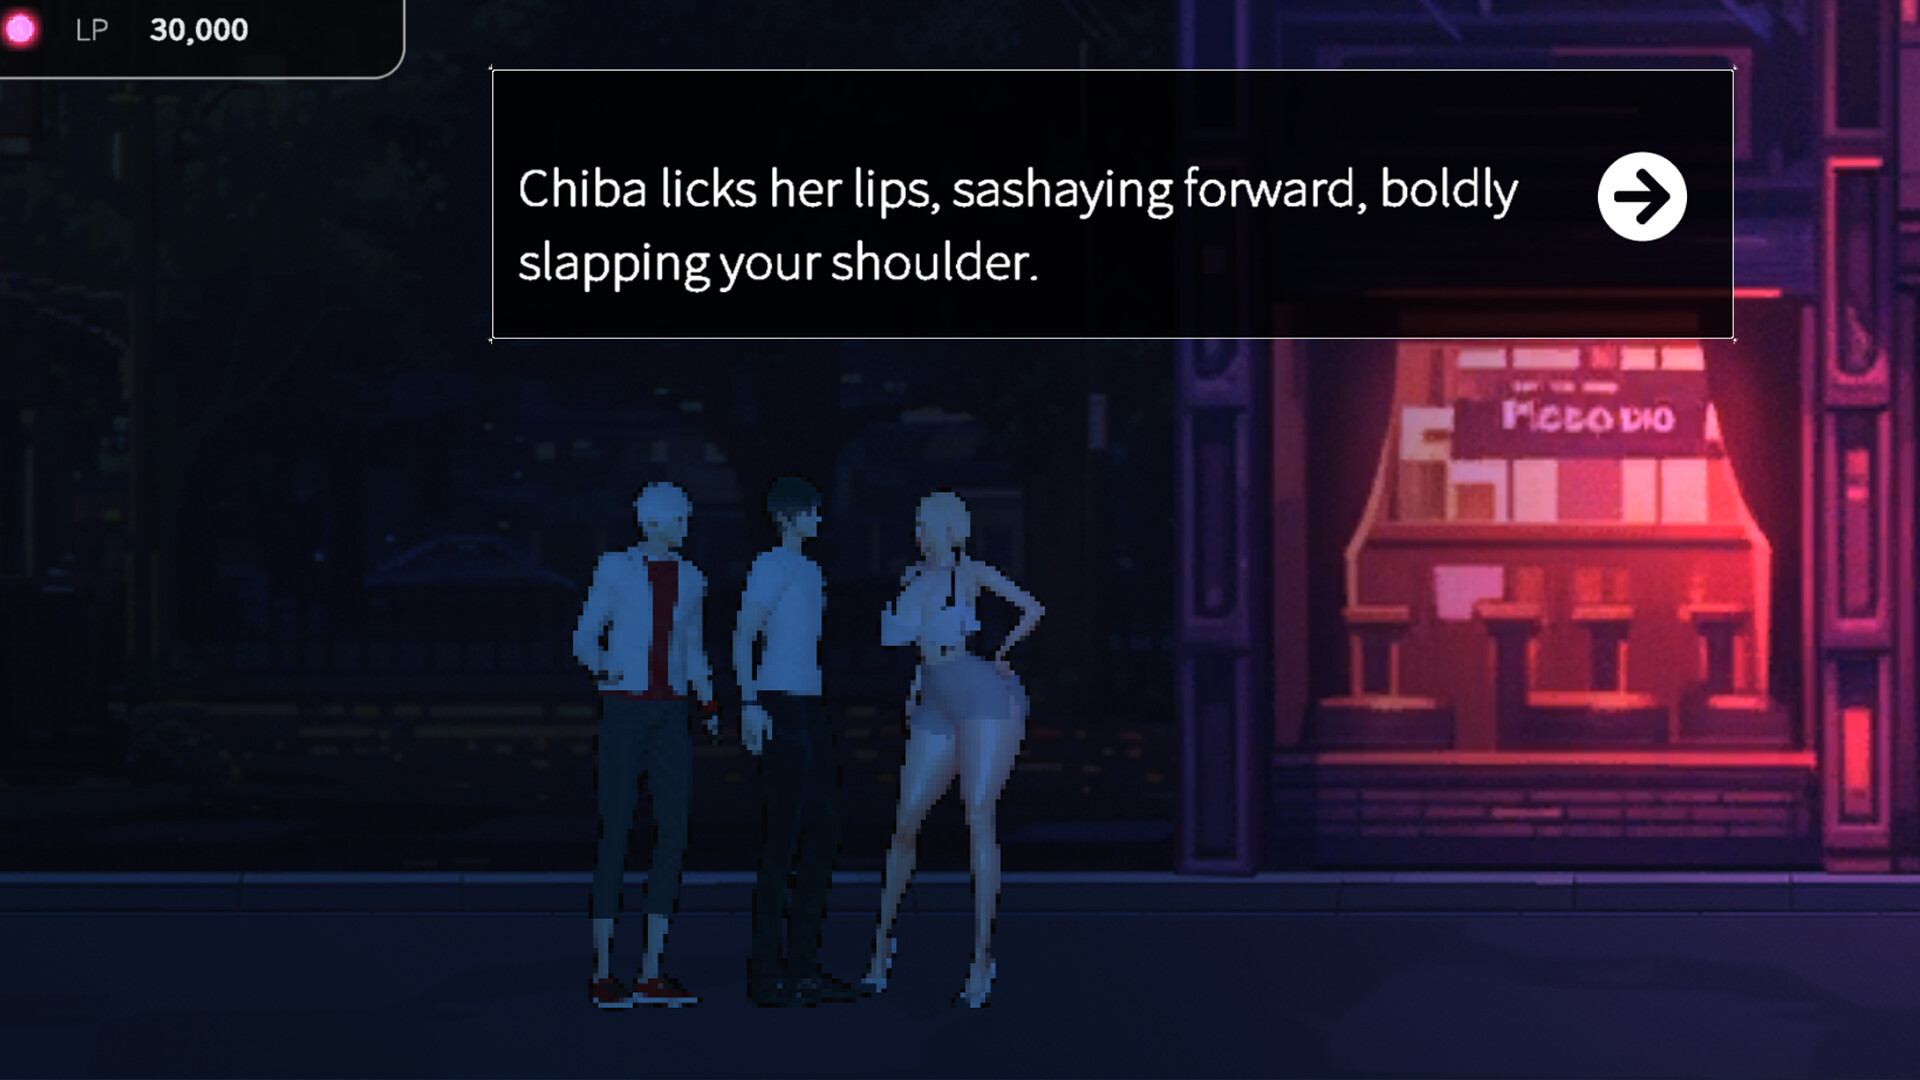 LP 30,000
Chiba licks her lips, sashaying forward, boldly
slapping your shoulder.